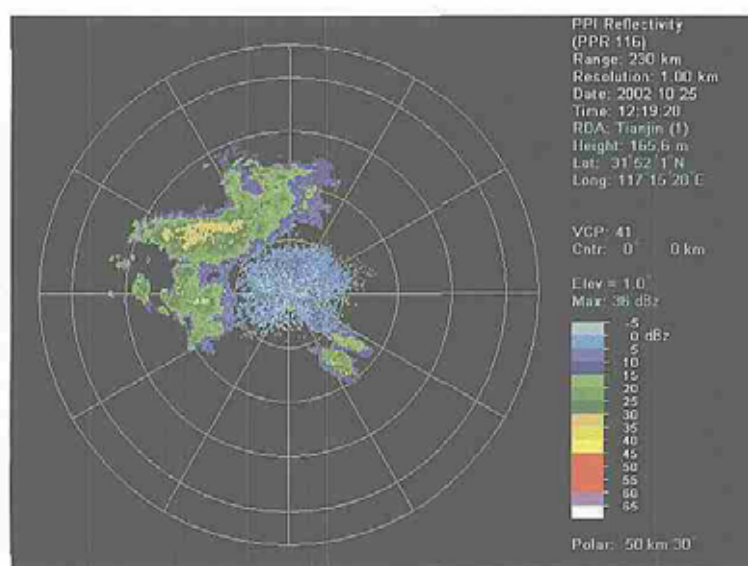 PPI Reflectivity
(PPR 116)
Range: 230 km
Resolution: 1.00 km
Date: 2002 10 25
Time: 12:19:20
RDA: Tianjin (1)
Height: 165.6 m
Lat: 31°52'1"N
Long: 117°15'20"E
VCP: 41
Cntr: 0° 0 km
Elev = 1.0°
Max: 36 dBz
-5
0 dBz
5
10
15
20
25
30
35
40
45
50
55
60
65
Polar: 50 km 30°